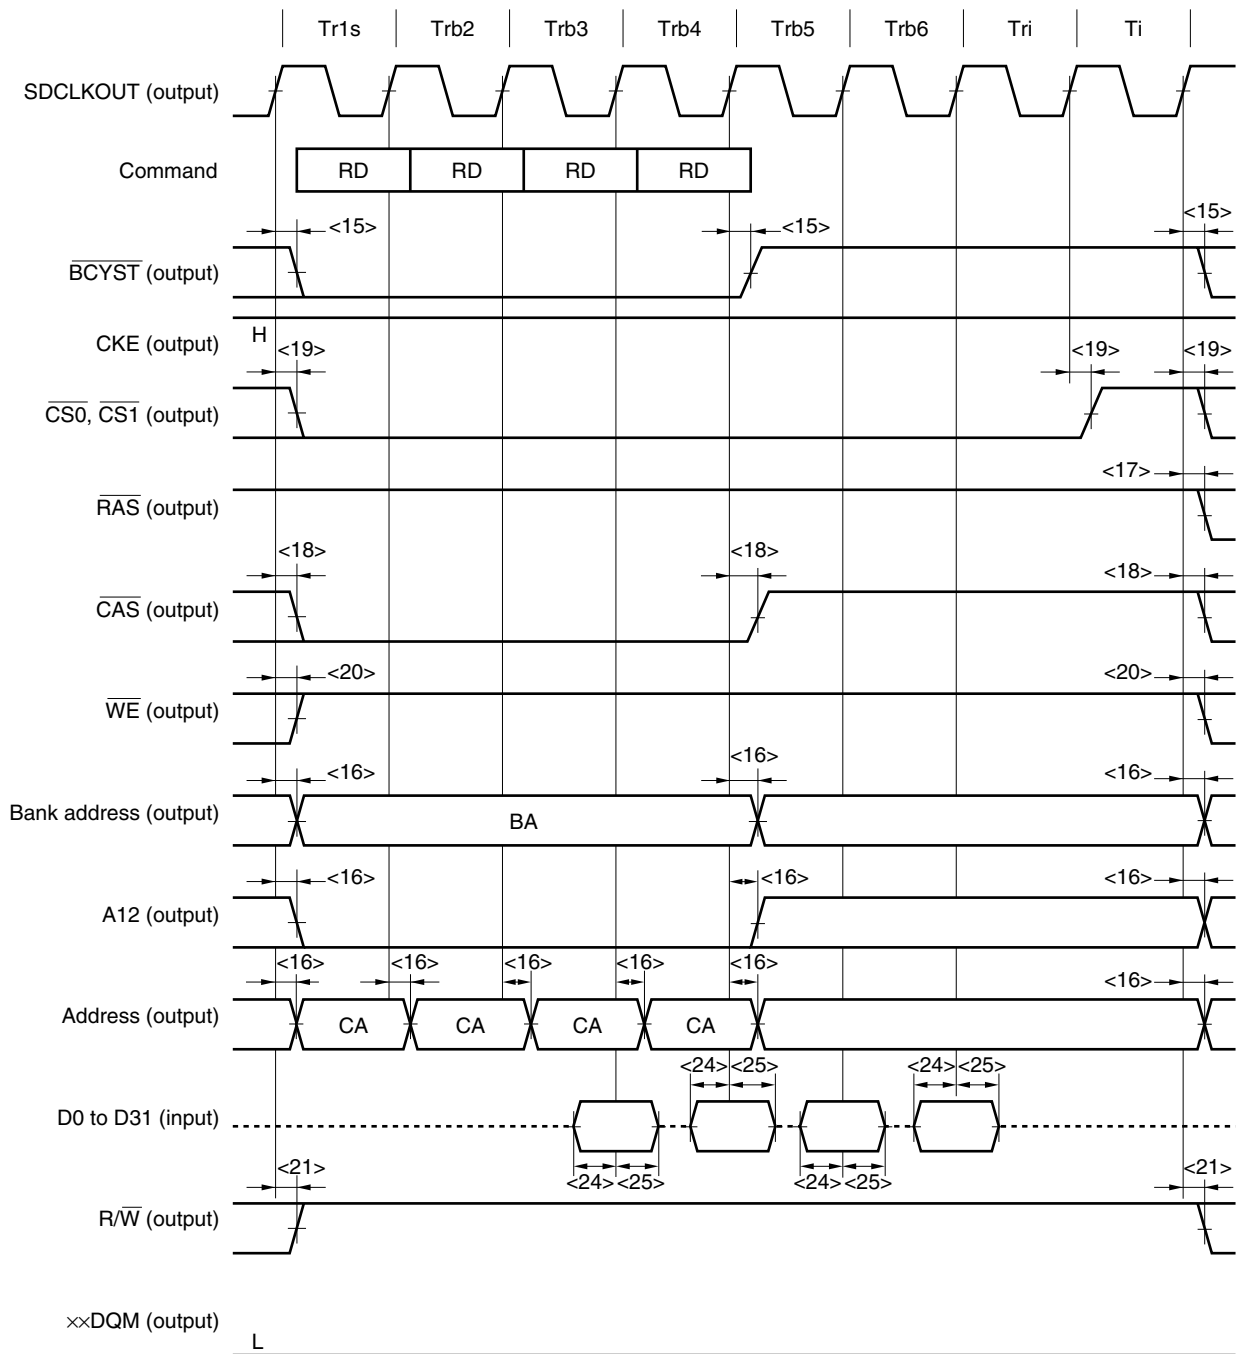 Tr1s Trb2 Trb3 Trb4 Trb5 Trb6 Tri Ti
SDCLKOUT (output)
Command RD RD RD RD
<15> <15> <15>
BCYST (output)
CKE (output) H
<19> <19> <19>
CS0, CS1 (output)
<17>
RAS (output)
<18> <18> <18>
CAS (output)
<20> <20>
WE (output)
<16> <16> <16>
Bank address (output) BA
<16> <16> <16>
A12 (output)
<16> <16> <16> <16> <16> <16>
Address (output) CA CA CA CA
<24> <25> <24> <25>
D0 to D31 (input)
<24> <25> <24> <25>
<21> <21>
R/W (output)
××DQM (output) L